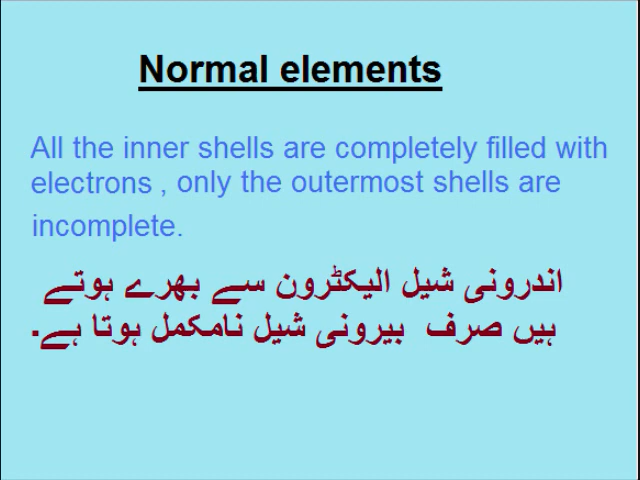 Normal elements
All the inner shells are completely filled with
electrons , only the outermost shells are
incomplete.
اندرونی شیل الیکٹرون سے بھرے ہوتے
ہیں صرف بیرونی شیل نامکمل ہوتا ہے۔